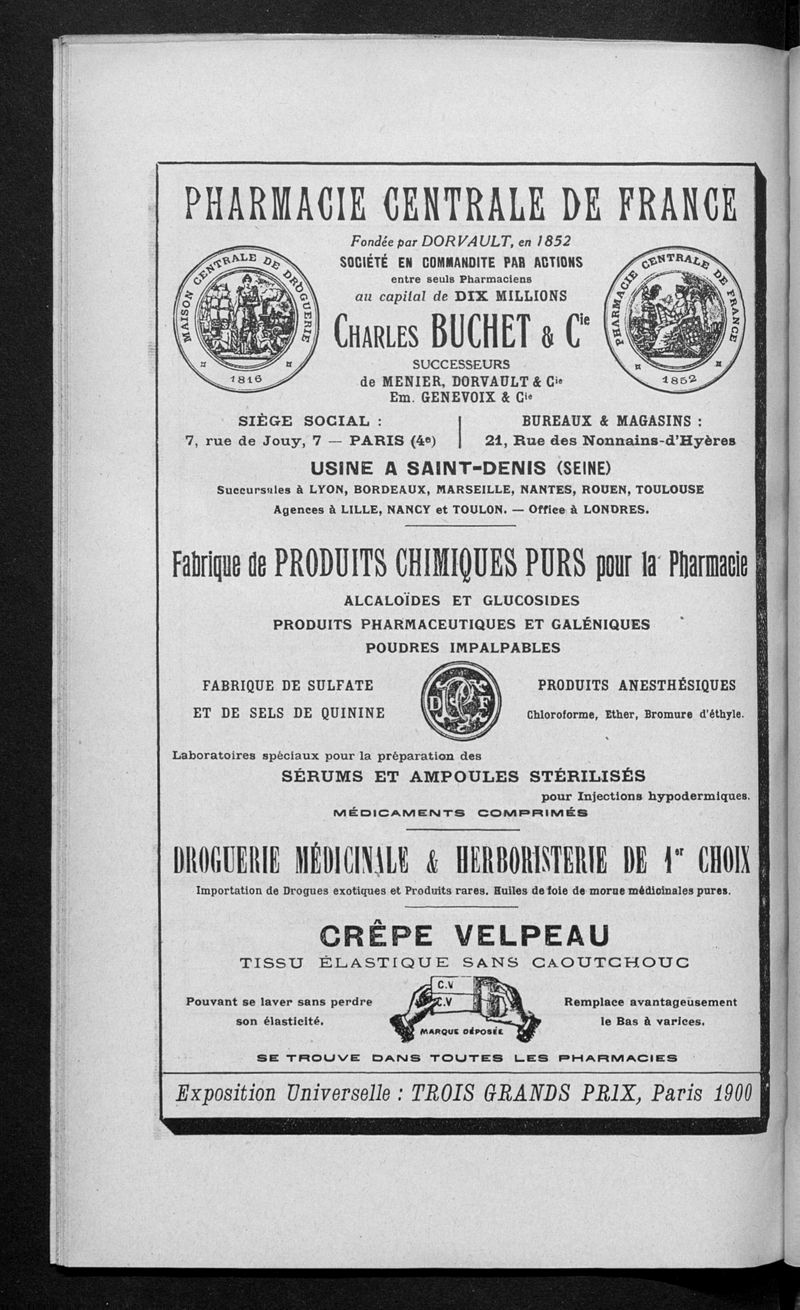 PHARMACIE CENTRALE DE FRANCE
Fondée par DORVAULT, en 1852
SOCIÉTÉ EN COMMANDITE PAR ACTIONS
entre seuls Pharmaciens
au capital de DIX MILLIONS
CHARLES BUCHET & Cie
SUCCESSEURS
de MENIER, DORVAULT & Cie
Em. GENEVOIX & Cie
MAISON CENTRALE DE DROGUERIE
1816
PHARMACIE CENTRALE DE FRANCE
1852
SIÈGE SOCIAL :
7, rue de Jouy, 7 — PARIS (4e)
BUREAUX & MAGASINS :
21, Rue des Nonnains-d'Hyères
USINE A SAINT-DENIS (SEINE)
Succursales à LYON, BORDEAUX, MARSEILLE, NANTES, ROUEN, TOULOUSE
Agences à LILLE, NANCY et TOULON. — Office à LONDRES.
Fabrique de PRODUITS CHIMIQUES PURS pour la Pharmacie
ALCALOÏDES ET GLUCOSIDES
PRODUITS PHARMACEUTIQUES ET GALÉNIQUES
POUDRES IMPALPABLES
FABRIQUE DE SULFATE
ET DE SELS DE QUININE
D PC F
PRODUITS ANESTHÉSIQUES
Chloroforme, Ether, Bromure d'éthyle.
Laboratoires spéciaux pour la préparation des
SÉRUMS ET AMPOULES STÉRILISÉS
pour Injections hypodermiques.
MÉDICAMENTS COMPRIMÉS
DROGUERIE MÉDICINALE & HERBORISTERIE DE 1er CHOIX
Importation de Drogues exotiques et Produits rares. Huiles de foie de morue médicinales pures.
CRÊPE VELPEAU
TISSU ÉLASTIQUE SANS CAOUTCHOUC
Pouvant se laver sans perdre
son élasticité.
C.V
C.V
MARQUE DÉPOSÉE
Remplace avantageusement
le Bas à varices.
SE TROUVE DANS TOUTES LES PHARMACIES
Exposition Universelle : TROIS GRANDS PRIX, Paris 1900